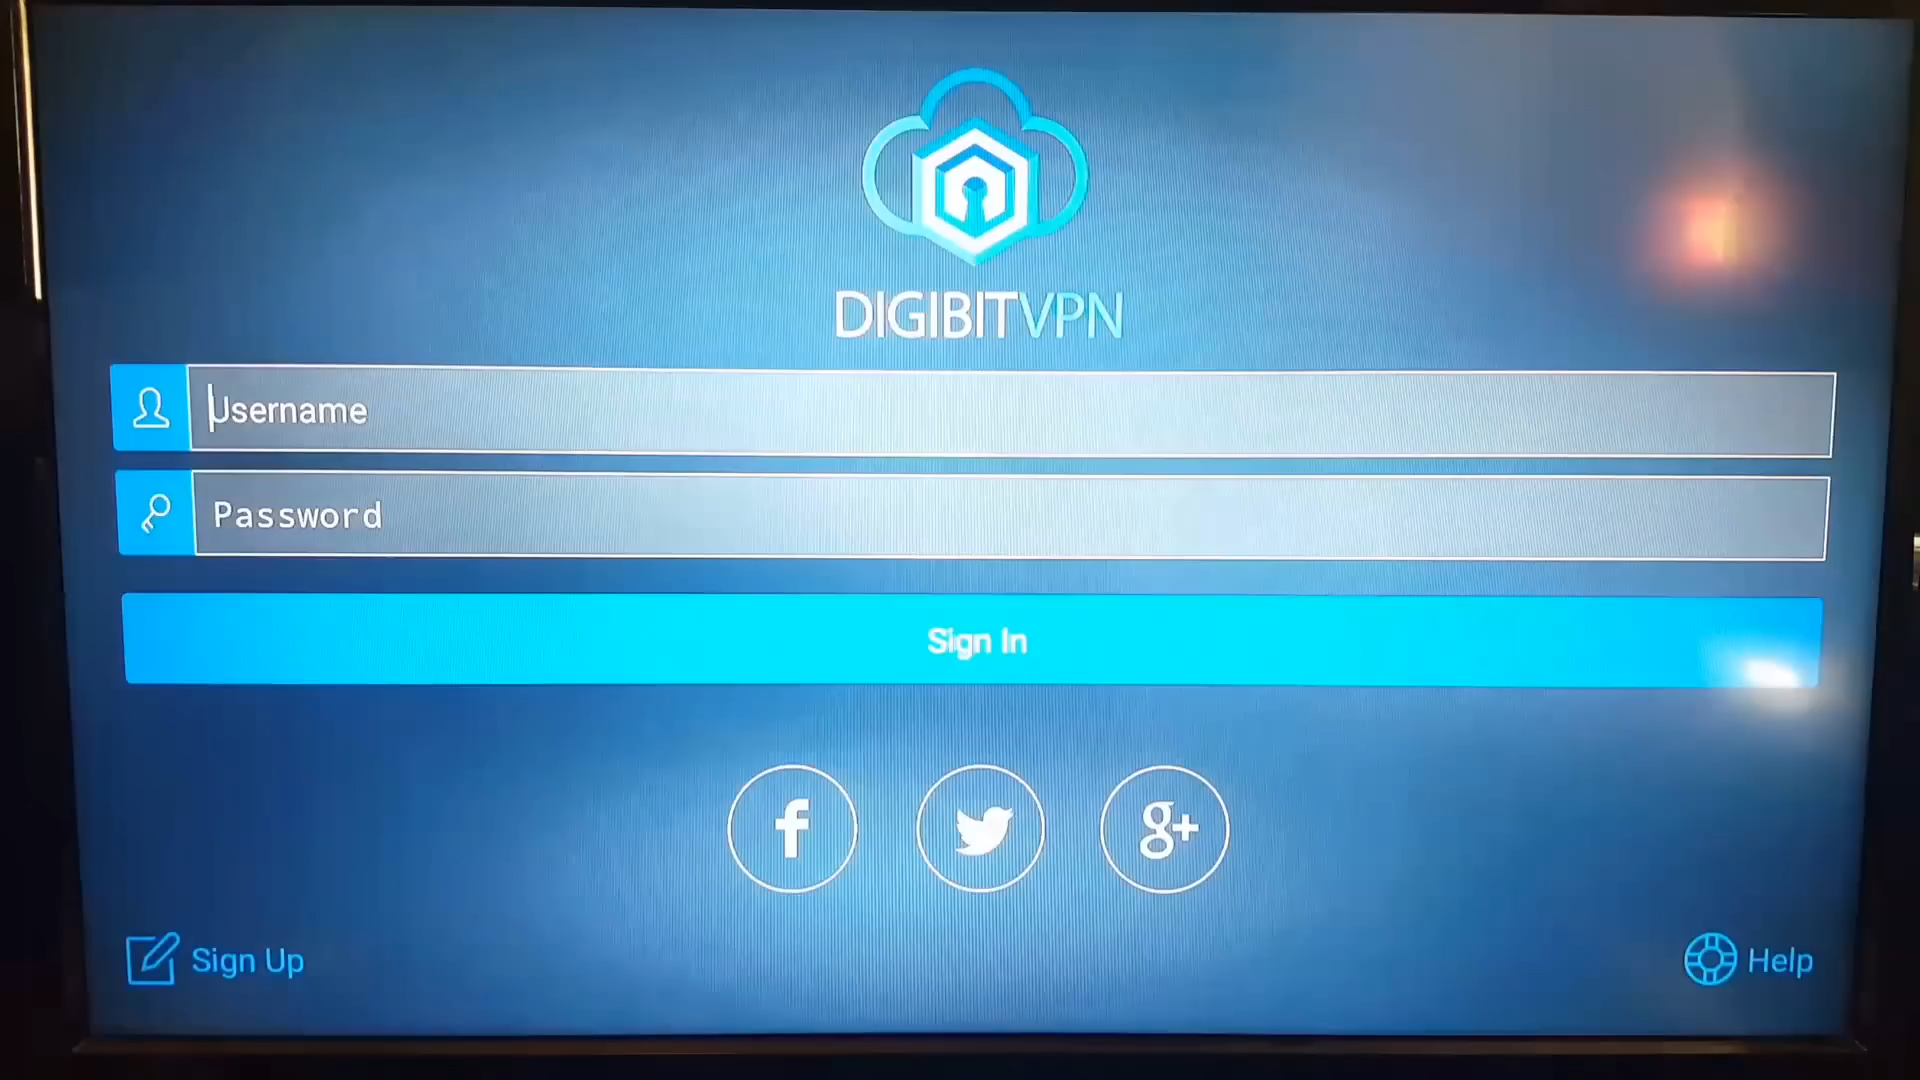 DIGIBITVPN
Username
Password
Sign In
f
g+
Sign Up
Help